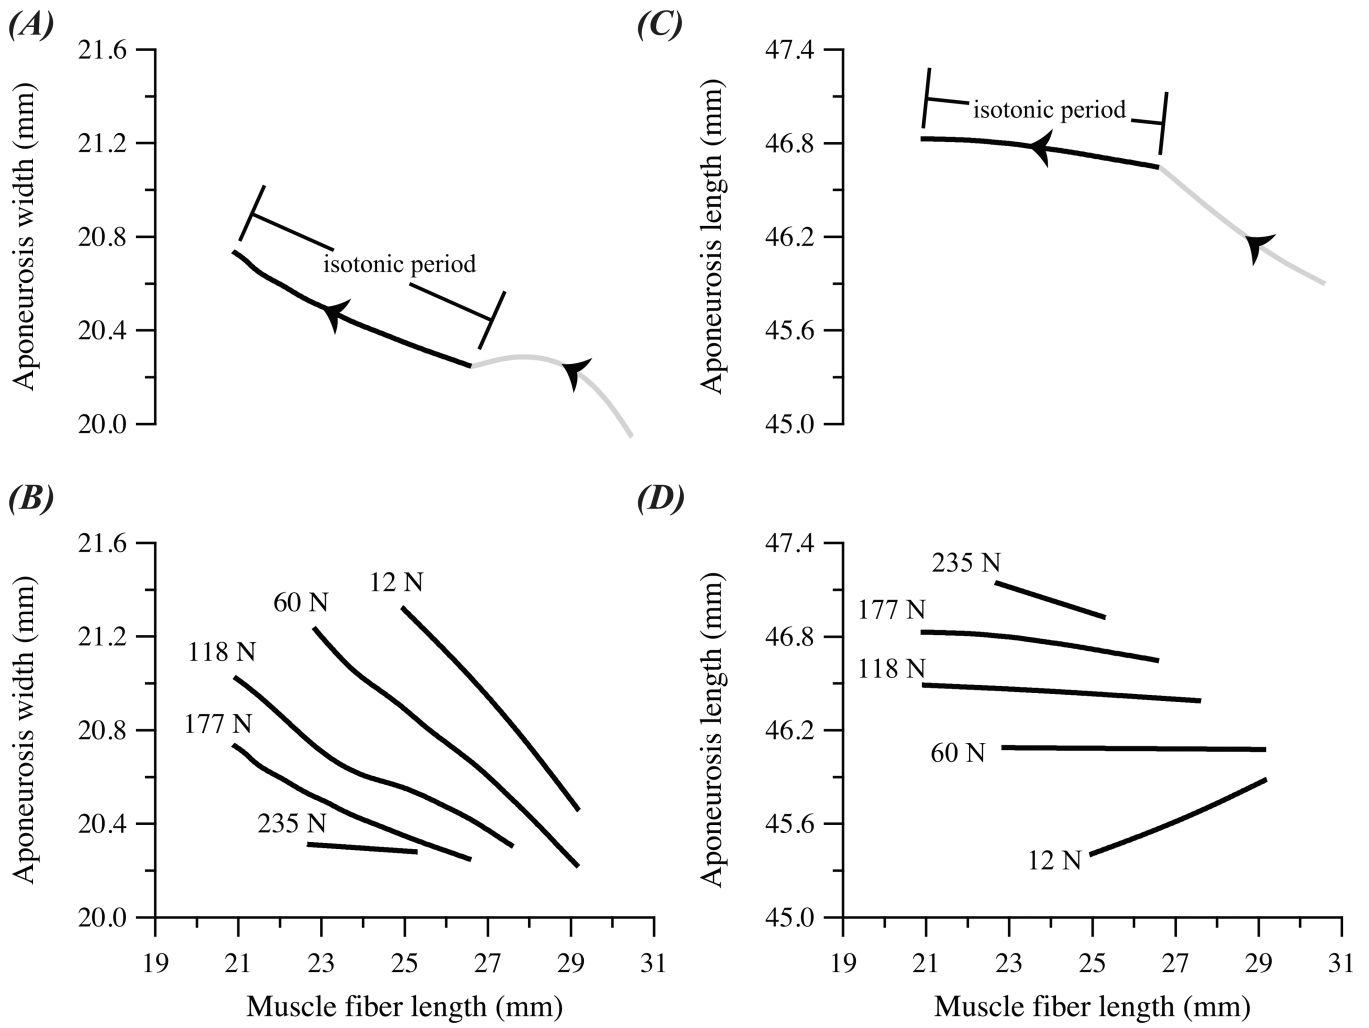 (A)
21.6
21.2
20.8
20.4
20.0
Aponeurosis width (mm)
isotonic period
(C)
47.4
46.8
46.2
45.6
45.0
Aponeurosis length (mm)
isotonic period
(B)
21.6
21.2
20.8
20.4
20.0
Aponeurosis width (mm)
12 N
60 N
118 N
177 N
235 N
19 21 23 25 27 29 31
Muscle fiber length (mm)
(D)
47.4
46.8
46.2
45.6
45.0
Aponeurosis length (mm)
235 N
177 N
118 N
60 N
12 N
19 21 23 25 27 29 31
Muscle fiber length (mm)